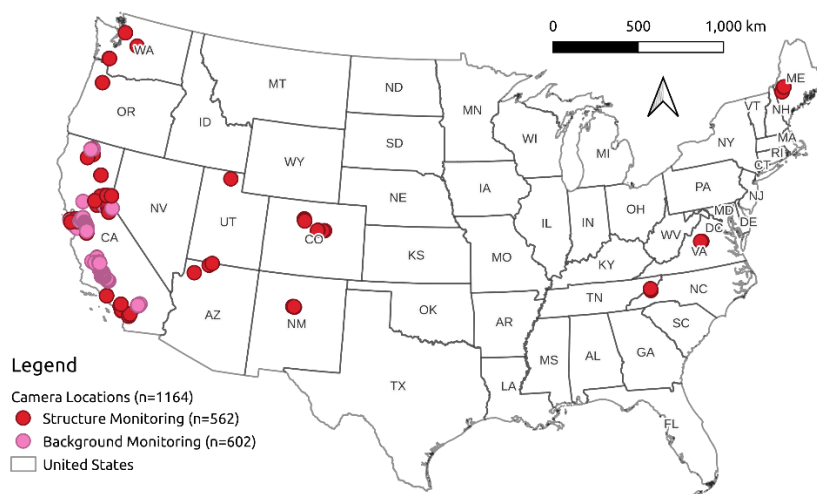 0 500 1,000 km
WA
MT
ND
MN
ME
VT
NH
OR
ID
SD
WI
MI
NY
MA
RI
CT
WY
IA
PA
NJ
NV
UT
NE
IL
IN
OH
MD
DE
DC
CA
CO
KS
MO
WV
VA
KY
AZ
NM
OK
TN
NC
AR
SC
TX
LA
MS
AL
GA
FL
Legend
Camera Locations (n=1164)
Structure Monitoring (n=562)
Background Monitoring (n=602)
United States